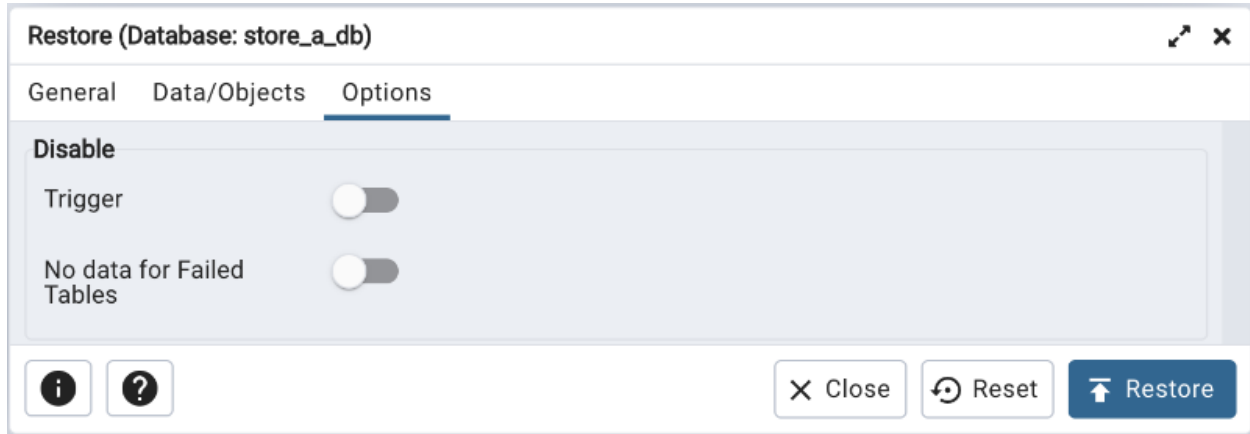 Restore (Database: store_a_db)
General Data/Objects Options
Disable
Trigger
No data for Failed
Tables
Close Reset Restore